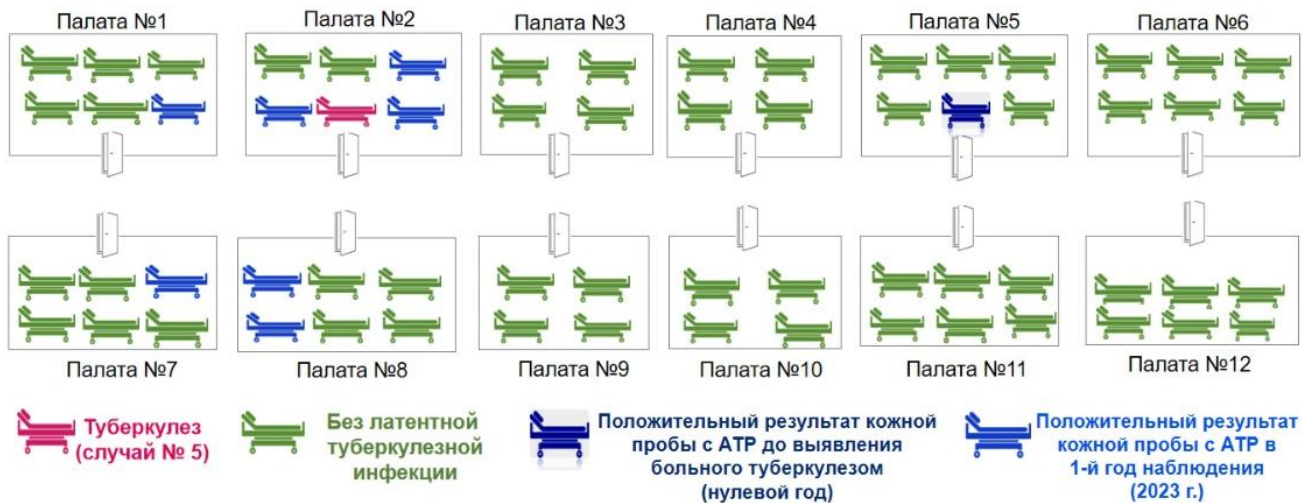 Палата №1
Палата №2
Палата №3
Палата №4
Палата №5
Палата №6
Палата №7
Палата №8
Палата №9
Палата №10
Палата №11
Палата №12
Туберкулез
(случай № 5)
Без латентной
туберкулезной
инфекции
Положительный результат кожной
пробы с АТР до выявления
больного туберкулезом
(нулевой год)
Положительный результат
кожной пробы с АТР в
1-й год наблюдения
(2023 г.)